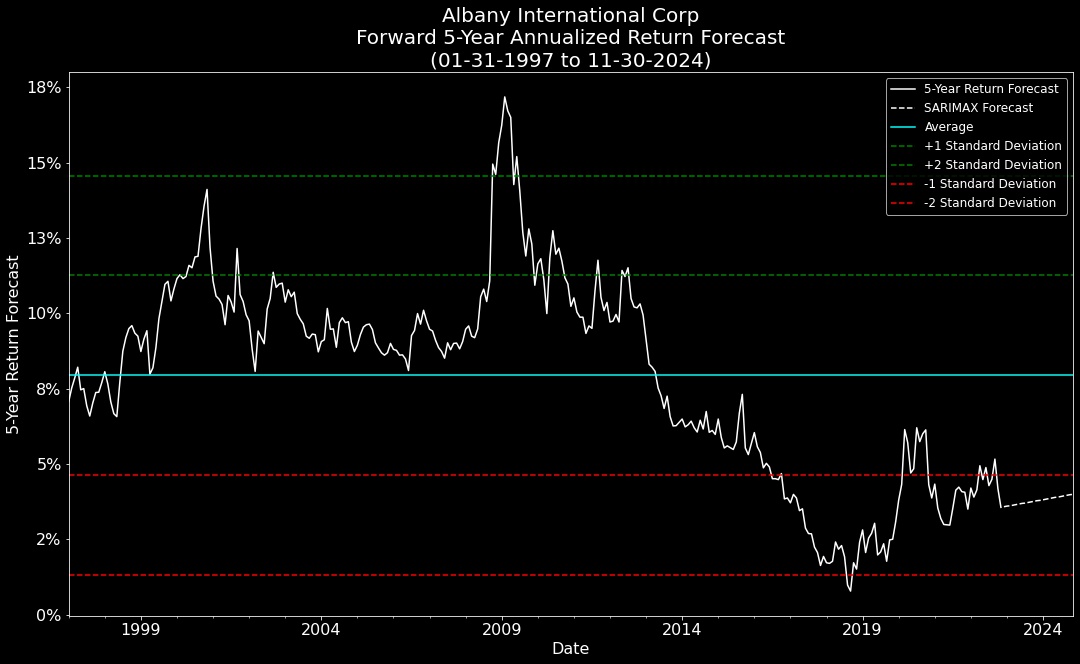 Albany International Corp
Forward 5-Year Annualized Return Forecast
(01-31-1997 to 11-30-2024)
18%
15%
13%
10%
8%
5%
2%
0%
5-Year Return Forecast
5-Year Return Forecast
SARIMAX Forecast
Average
+1 Standard Deviation
+2 Standard Deviation
-1 Standard Deviation
-2 Standard Deviation
1999 2004 2009 2014 2019 2024
Date